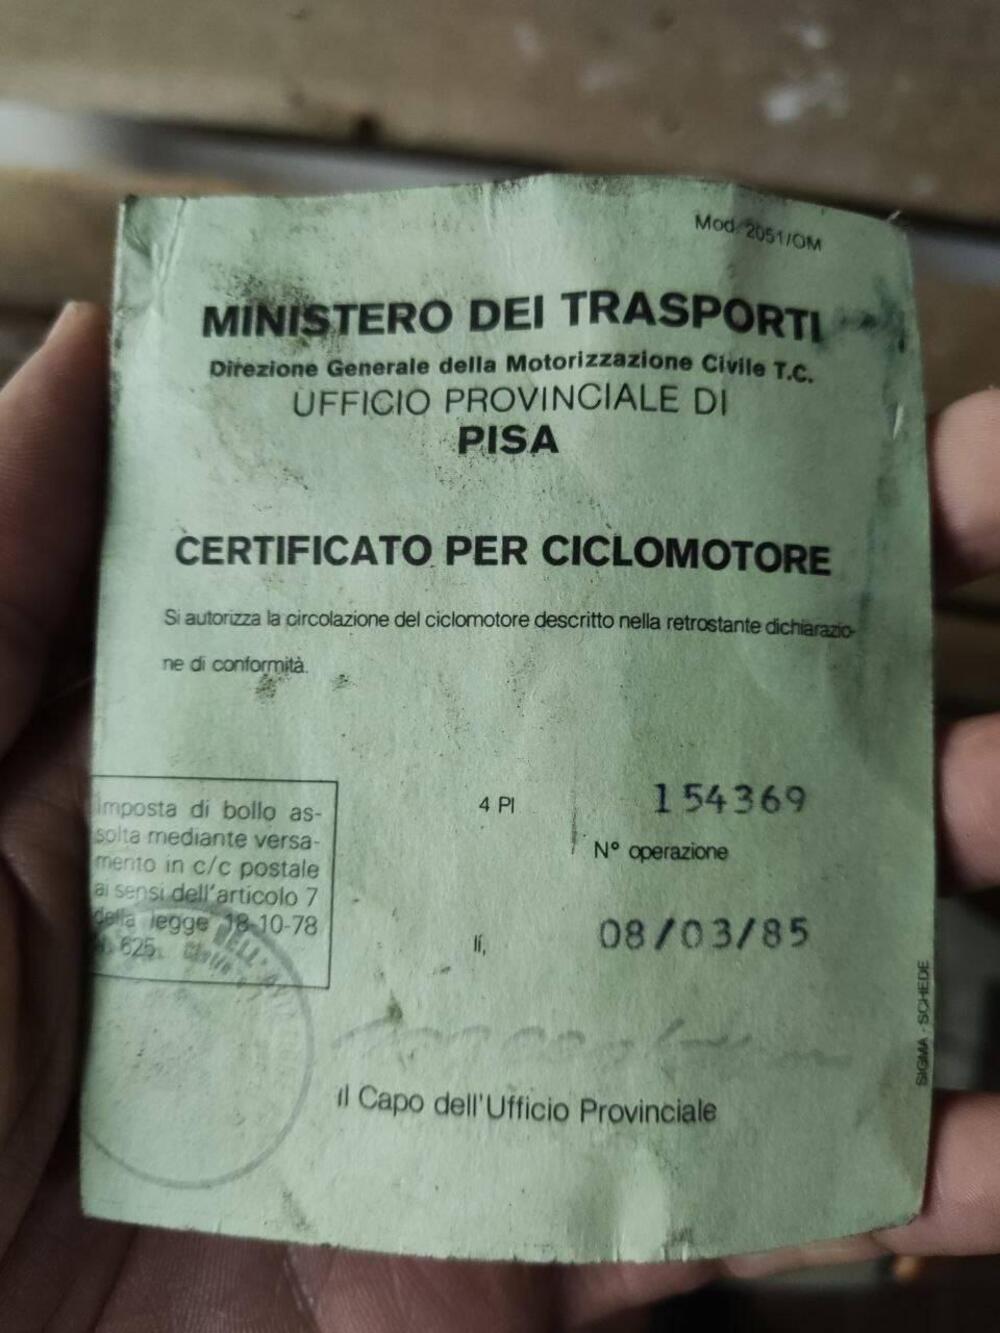 Mod. 2051/OM
MINISTERO DEI TRASPORTI
Direzione Generale della Motorizzazione Civile T.C.
UFFICIO PROVINCIALE DI
PISA
CERTIFICATO PER CICLOMOTORE
Si autorizza la circolazione del ciclomotore descritto nella retrostante dichiarazio-
ne di conformità.
Imposta di bollo as-
solta mediante versa-
mento in c/c postale
ai sensi dell'articolo 7
della legge 18-10-78
N. 625.
4 PI 154369
N° operazione
lí, 08/03/85
Il Capo dell'Ufficio Provinciale
SIGMA - SCHEDE